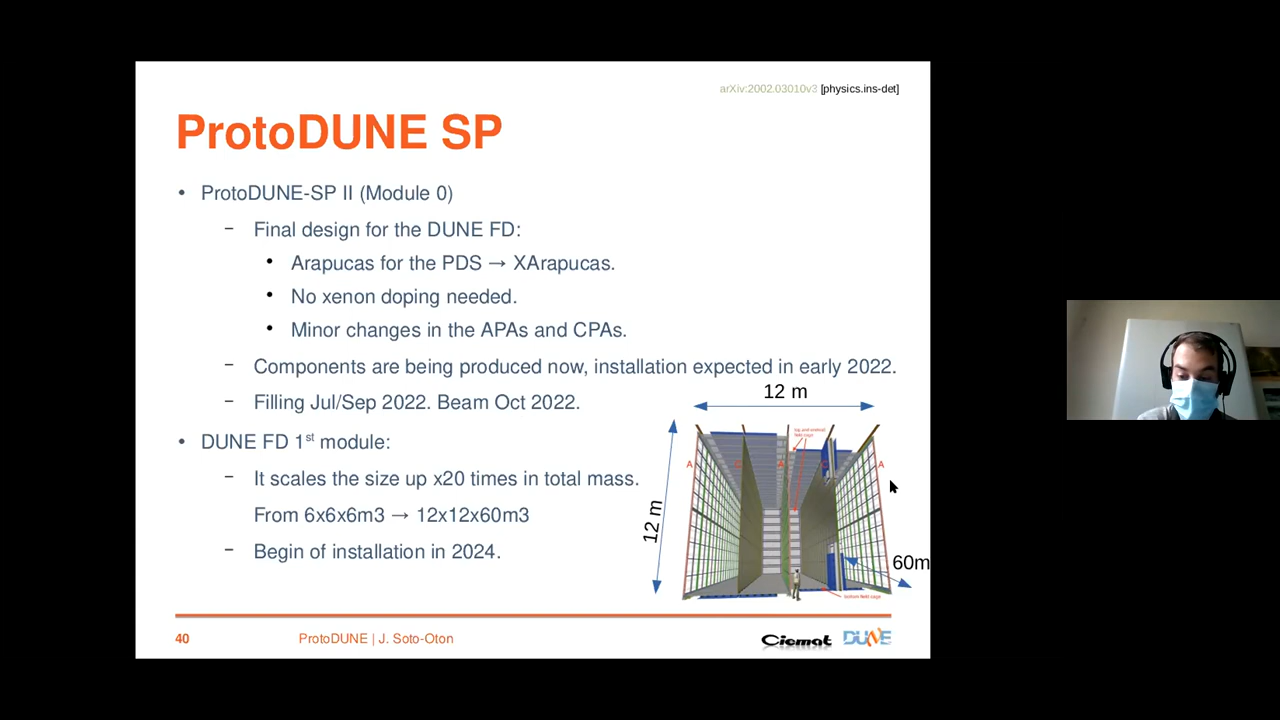 arXiv:2002.03010v3 [physics.ins-det]
ProtoDUNE SP
• ProtoDUNE-SP II (Module 0)
– Final design for the DUNE FD:
• Arapucas for the PDS → XArapucas.
• No xenon doping needed.
• Minor changes in the APAs and CPAs.
– Components are being produced now, installation expected in early 2022.
– Filling Jul/Sep 2022. Beam Oct 2022.
• DUNE FD 1st module:
– It scales the size up x20 times in total mass.
From 6x6x6m3 → 12x12x60m3
– Begin of installation in 2024.
12 m
12 m
60m
A
C
A
C
A
bottom field cage
40
ProtoDUNE | J. Soto-Oton
Ciemat
DUNE